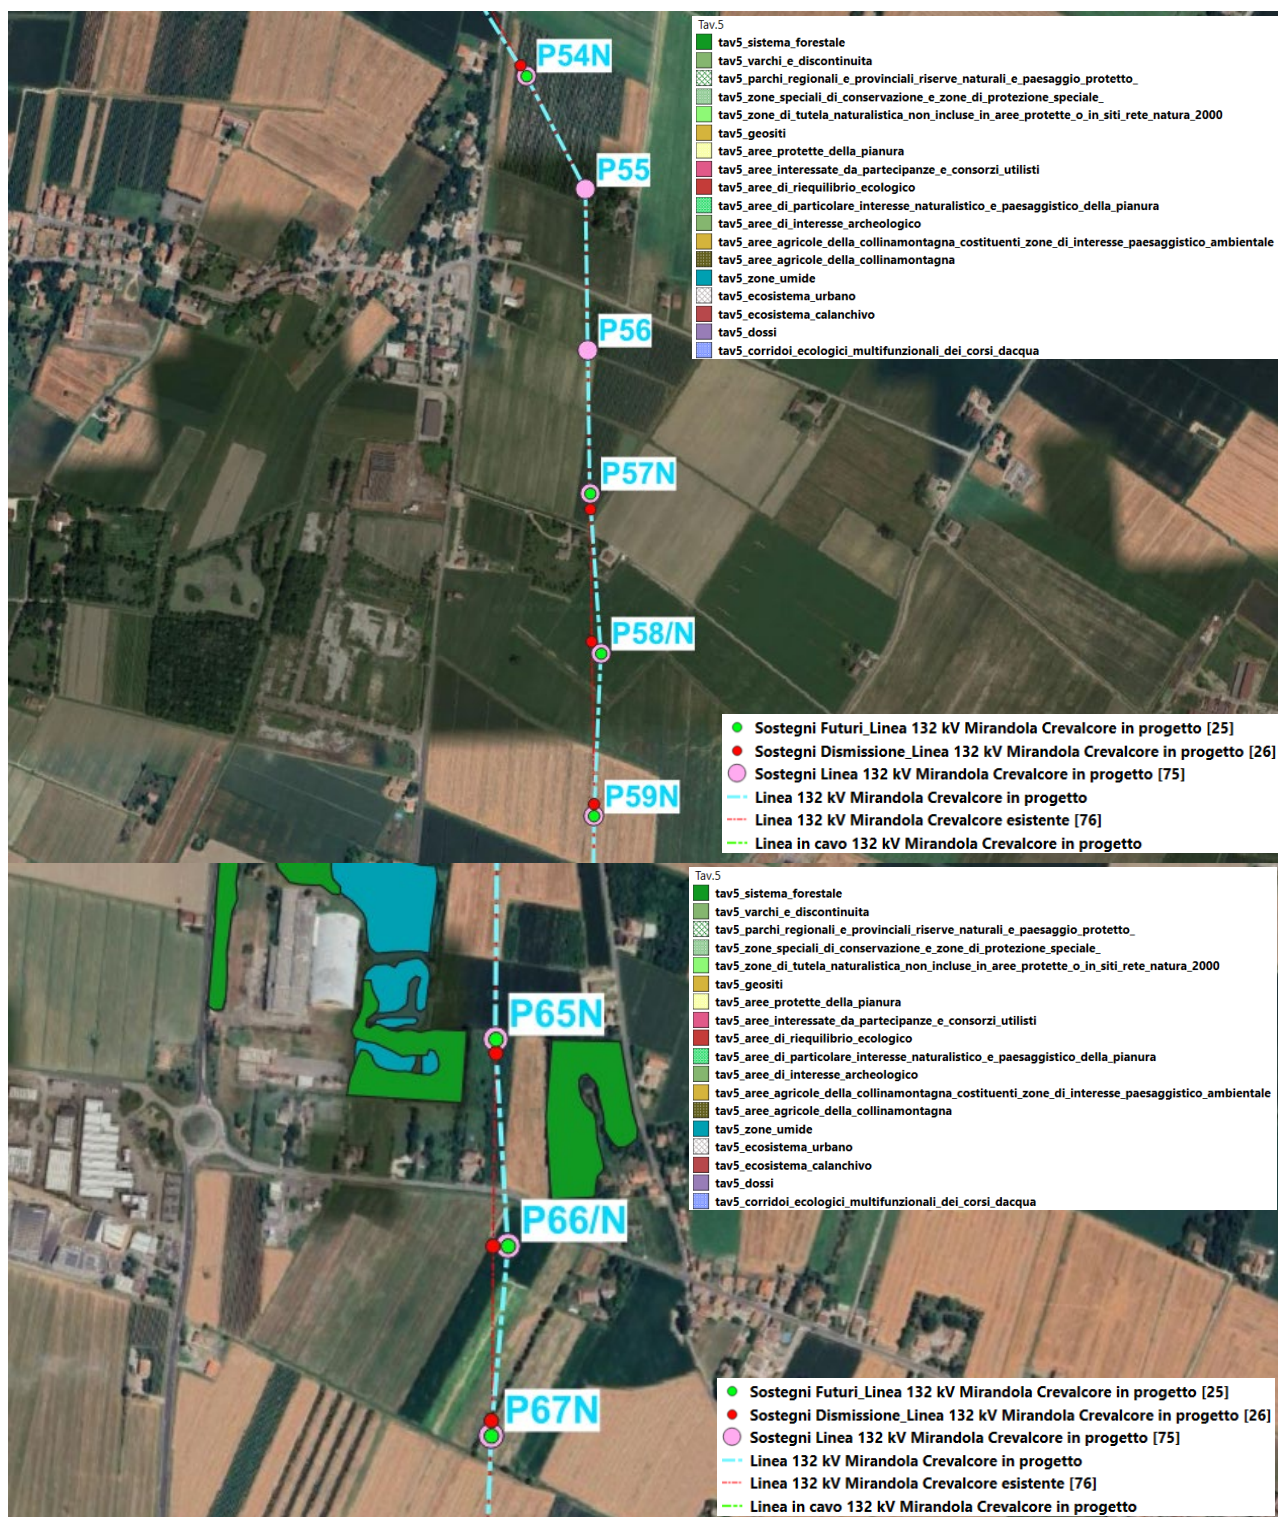 P54N
P55
P56
P57N
P58/N
P59N
Tav.5
tav5_sistema_forestale
tav5_varchi_e_discontinuita
tav5_parchi_regionali_e_provinciali_riserve_naturali_e_paesaggio_protetto_
tav5_zone_speciali_di_conservazione_e_zone_di_protezione_speciale_
tav5_zone_di_tutela_naturalistica_non_incluse_in_aree_protette_o_in_siti_rete_natura_2000
tav5_geositi
tav5_aree_protette_della_pianura
tav5_aree_interessate_da_partecipanze_e_consorzi_utilisti
tav5_aree_di_riequilibrio_ecologico
tav5_aree_di_particolare_interesse_naturalistico_e_paesaggistico_della_pianura
tav5_aree_di_interesse_archeologico
tav5_aree_agricole_della_collinamontagna_costituenti_zone_di_interesse_paesaggistico_ambientale
tav5_aree_agricole_della_collinamontagna
tav5_zone_umide
tav5_ecosistema_urbano
tav5_ecosistema_calanchivo
tav5_dossi
tav5_corridoi_ecologici_multifunzionali_dei_corsi_dacqua
Sostegni Futuri_Linea 132 kV Mirandola Crevalcore in progetto [25]
Sostegni Dismissione_Linea 132 kV Mirandola Crevalcore in progetto [26]
Sostegni Linea 132 kV Mirandola Crevalcore in progetto [75]
Linea 132 kV Mirandola Crevalcore in progetto
Linea 132 kV Mirandola Crevalcore esistente [76]
Linea in cavo 132 kV Mirandola Crevalcore in progetto
P65N
P66/N
P67N
Tav.5
tav5_sistema_forestale
tav5_varchi_e_discontinuita
tav5_parchi_regionali_e_provinciali_riserve_naturali_e_paesaggio_protetto_
tav5_zone_speciali_di_conservazione_e_zone_di_protezione_speciale_
tav5_zone_di_tutela_naturalistica_non_incluse_in_aree_protette_o_in_siti_rete_natura_2000
tav5_geositi
tav5_aree_protette_della_pianura
tav5_aree_interessate_da_partecipanze_e_consorzi_utilisti
tav5_aree_di_riequilibrio_ecologico
tav5_aree_di_particolare_interesse_naturalistico_e_paesaggistico_della_pianura
tav5_aree_di_interesse_archeologico
tav5_aree_agricole_della_collinamontagna_costituenti_zone_di_interesse_paesaggistico_ambientale
tav5_aree_agricole_della_collinamontagna
tav5_zone_umide
tav5_ecosistema_urbano
tav5_ecosistema_calanchivo
tav5_dossi
tav5_corridoi_ecologici_multifunzionali_dei_corsi_dacqua
Sostegni Futuri_Linea 132 kV Mirandola Crevalcore in progetto [25]
Sostegni Dismissione_Linea 132 kV Mirandola Crevalcore in progetto [26]
Sostegni Linea 132 kV Mirandola Crevalcore in progetto [75]
Linea 132 kV Mirandola Crevalcore in progetto
Linea 132 kV Mirandola Crevalcore esistente [76]
Linea in cavo 132 kV Mirandola Crevalcore in progetto